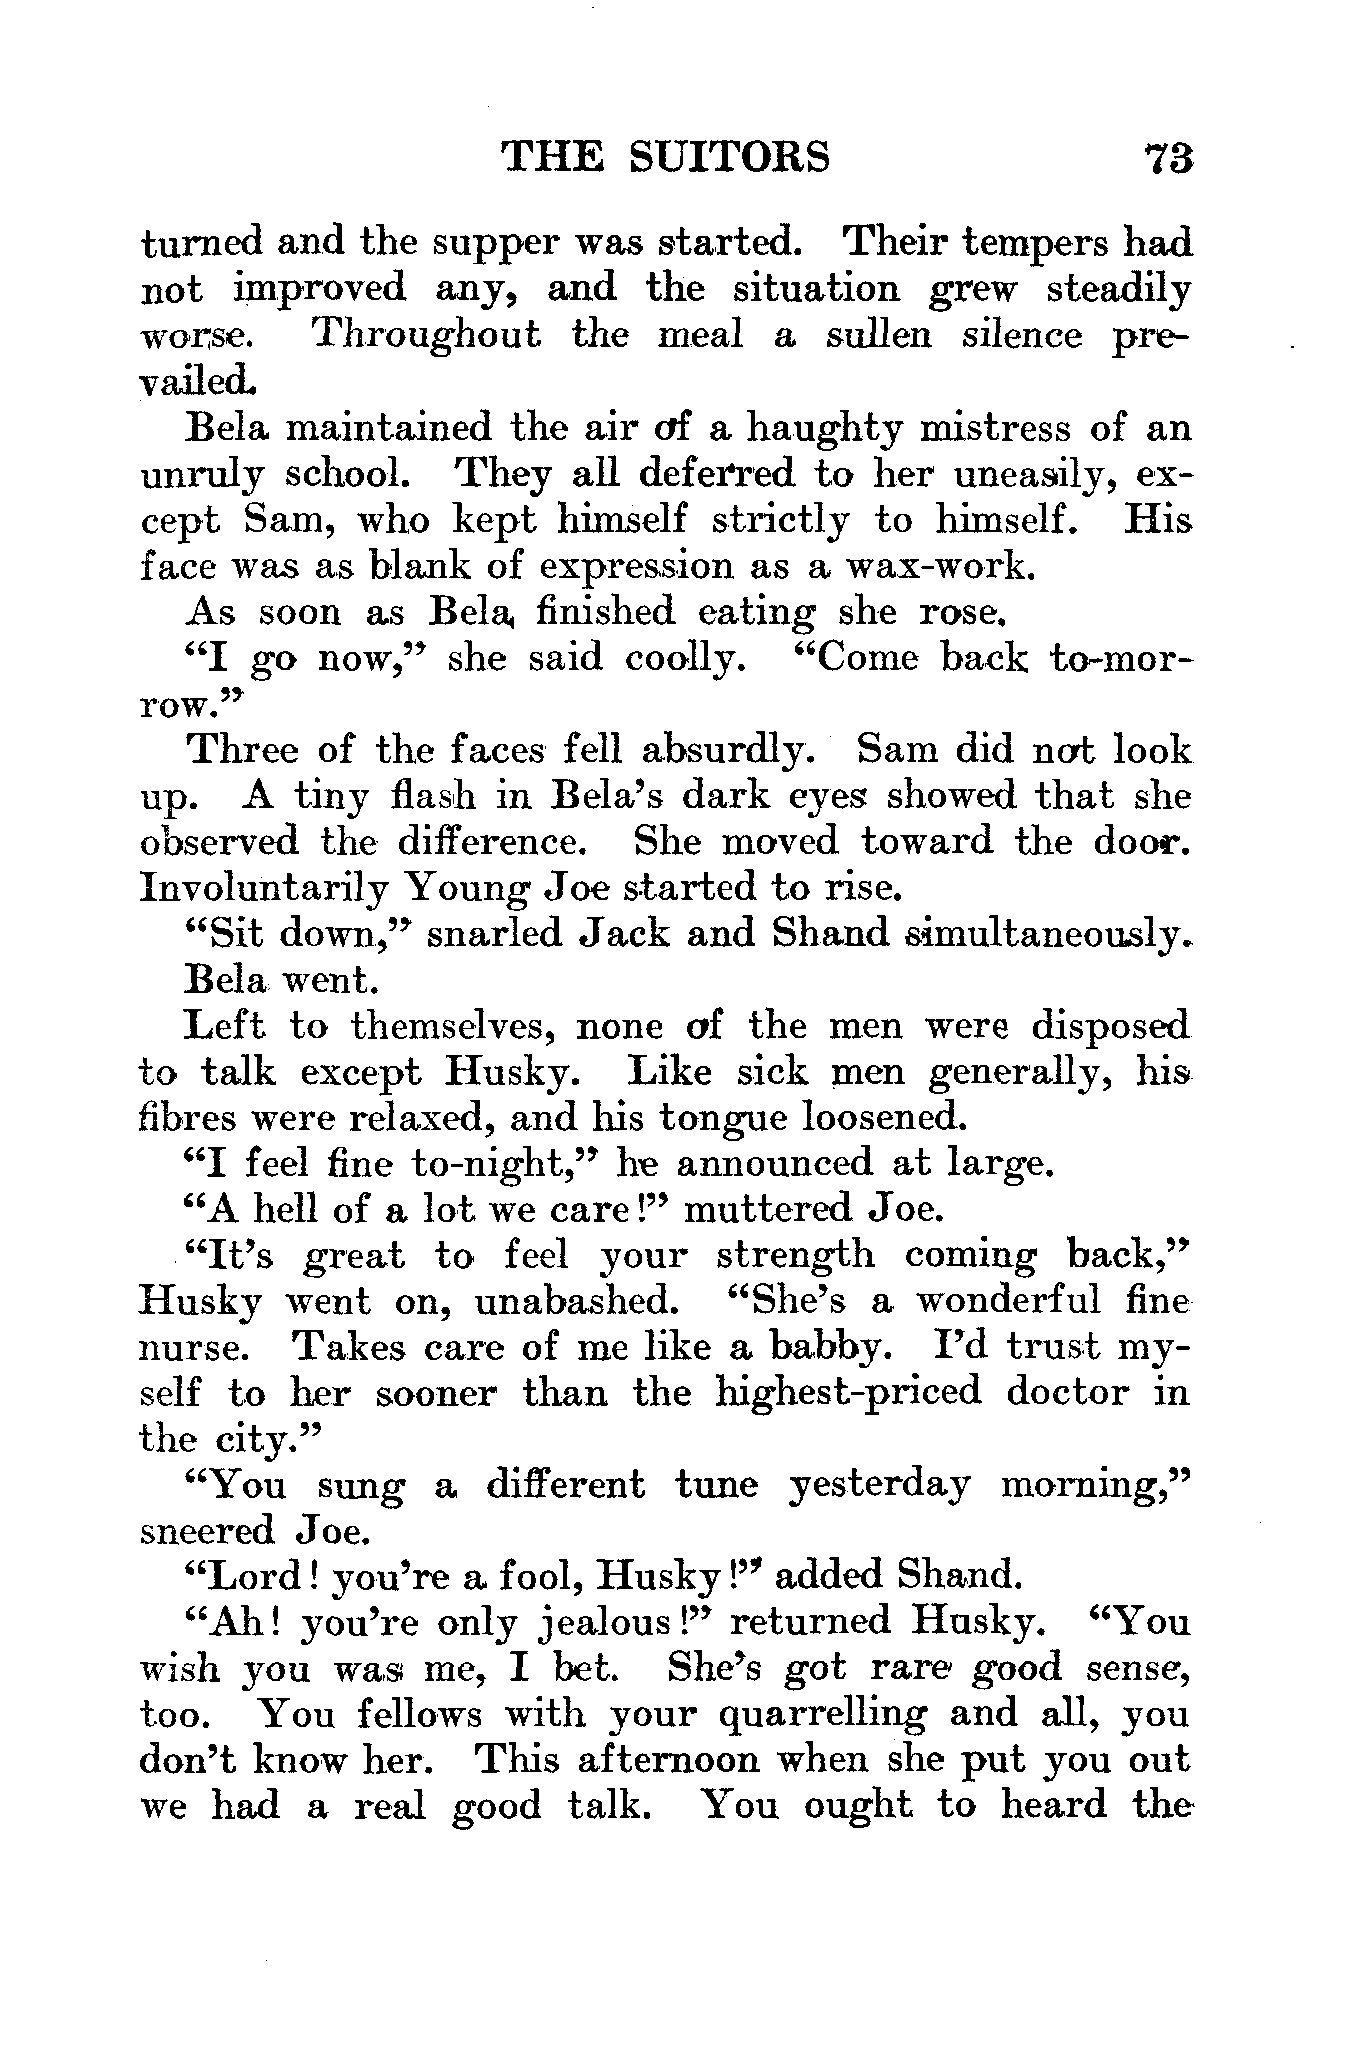 THE SUITORS 73
turned and the supper was started. Their tempers had
not improved any, and the situation grew steadily
worse. Throughout the meal a sullen silence pre-
vailed.
Bela maintained the air of a haughty mistress of an
unruly school. They all deferred to her uneasily, ex-
cept Sam, who kept himself strictly to himself. His
face was as blank of expression as a wax-work.
As soon as Bela finished eating she rose.
“I go now,” she said coolly. “Come back to-mor-
row.”
Three of the faces fell absurdly. Sam did not look
up. A tiny flash in Bela’s dark eyes showed that she
observed the difference. She moved toward the door.
Involuntarily Young Joe started to rise.
“Sit down,” snarled Jack and Shand simultaneously.
Bela went.
Left to themselves, none of the men were disposed
to talk except Husky. Like sick men generally, his
fibres were relaxed, and his tongue loosened.
“I feel fine to-night,” he announced at large.
“A hell of a lot we care!” muttered Joe.
“It’s great to feel your strength coming back,”
Husky went on, unabashed. “She’s a wonderful fine
nurse. Takes care of me like a babby. I’d trust my-
self to her sooner than the highest-priced doctor in
the city.”
“You sung a different tune yesterday morning,”
sneered Joe.
“Lord! you’re a fool, Husky!” added Shand.
“Ah! you’re only jealous!” returned Husky. “You
wish you was me, I bet. She’s got rare good sense,
too. You fellows with your quarrelling and all, you
don’t know her. This afternoon when she put you out
we had a real good talk. You ought to heard the